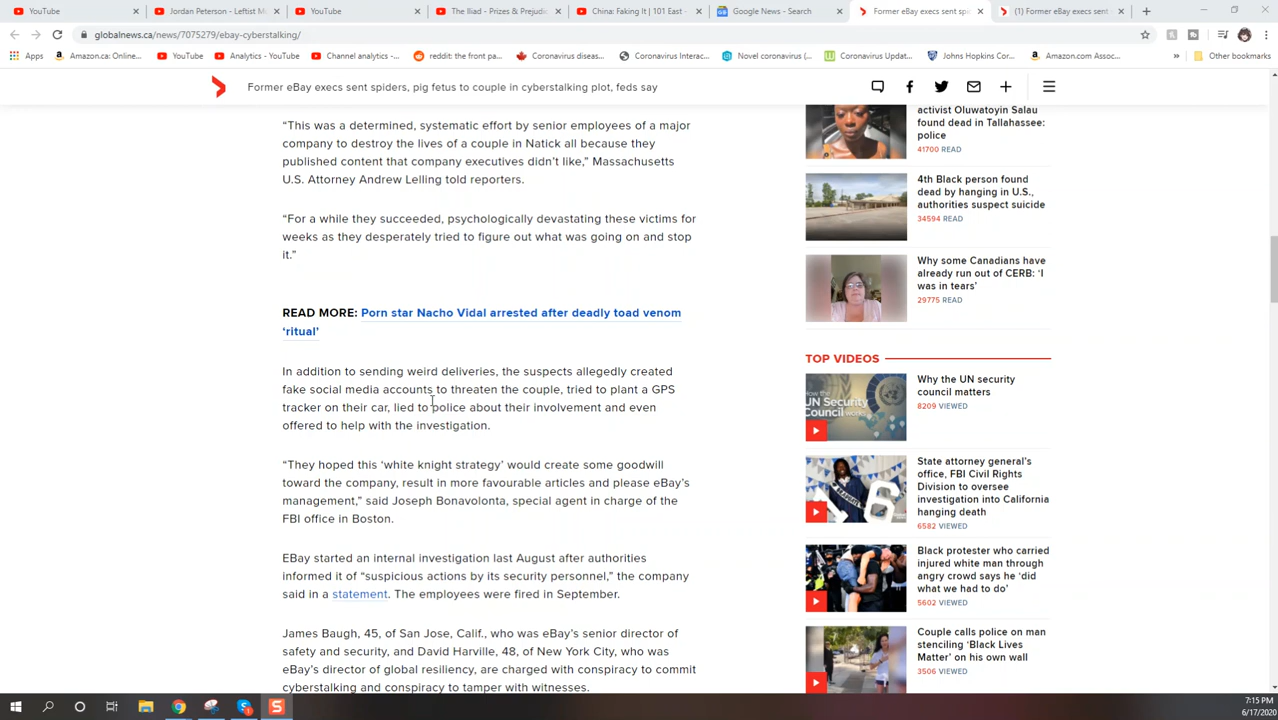 YouTube
Jordan Peterson - Leftist M
YouTube
The Iliad - Prizes & Prejudic
China: Faking It | 101 East
Google News - Search
Former eBay execs sent spi
(1) Former eBay execs sent
globalnews.ca/news/7075279/ebay-cyberstalking/
Apps
Amazon.ca: Online...
YouTube
Analytics - YouTube
Channel analytics -...
reddit: the front pa...
Coronavirus diseas...
Coronavirus Interac...
Novel coronavirus (...
Coronavirus Updat...
Johns Hopkins Cor...
Amazon.com Assoc...
»
Other bookmarks
Former eBay execs sent spiders, pig fetus to couple in cyberstalking plot, feds say
“This was a determined, systematic effort by senior employees of a major
company to destroy the lives of a couple in Natick all because they
published content that company executives didn’t like,” Massachusetts
U.S. Attorney Andrew Lelling told reporters.
“For a while they succeeded, psychologically devastating these victims for
weeks as they desperately tried to figure out what was going on and stop
it.”
READ MORE: Porn star Nacho Vidal arrested after deadly toad venom
‘ritual’
In addition to sending weird deliveries, the suspects allegedly created
fake social media accounts to threaten the couple, tried to plant a GPS
tracker on their car, lied to police about their involvement and even
offered to help with the investigation.
“They hoped this ‘white knight strategy’ would create some goodwill
toward the company, result in more favourable articles and please eBay’s
management,” said Joseph Bonavolonta, special agent in charge of the
FBI office in Boston.
EBay started an internal investigation last August after authorities
informed it of “suspicious actions by its security personnel,” the company
said in a statement. The employees were fired in September.
James Baugh, 45, of San Jose, Calif., who was eBay’s senior director of
safety and security, and David Harville, 48, of New York City, who was
eBay’s director of global resiliency, are charged with conspiracy to commit
cyberstalking and conspiracy to tamper with witnesses.
activist Oluwatoyin Salau
found dead in Tallahassee:
police
41700 READ
4th Black person found
dead by hanging in U.S.,
authorities suspect suicide
34594 READ
Why some Canadians have
already run out of CERB: ‘I
was in tears’
29775 READ
TOP VIDEOS
UN Security
Council works
Why the UN security
council matters
8209 VIEWED
State attorney general’s
office, FBI Civil Rights
Division to oversee
investigation into California
hanging death
6582 VIEWED
Black protester who carried
injured white man through
angry crowd says he ‘did
what we had to do’
5602 VIEWED
Couple calls police on man
stenciling ‘Black Lives
Matter’ on his own wall
3506 VIEWED
7:15 PM
6/17/2020